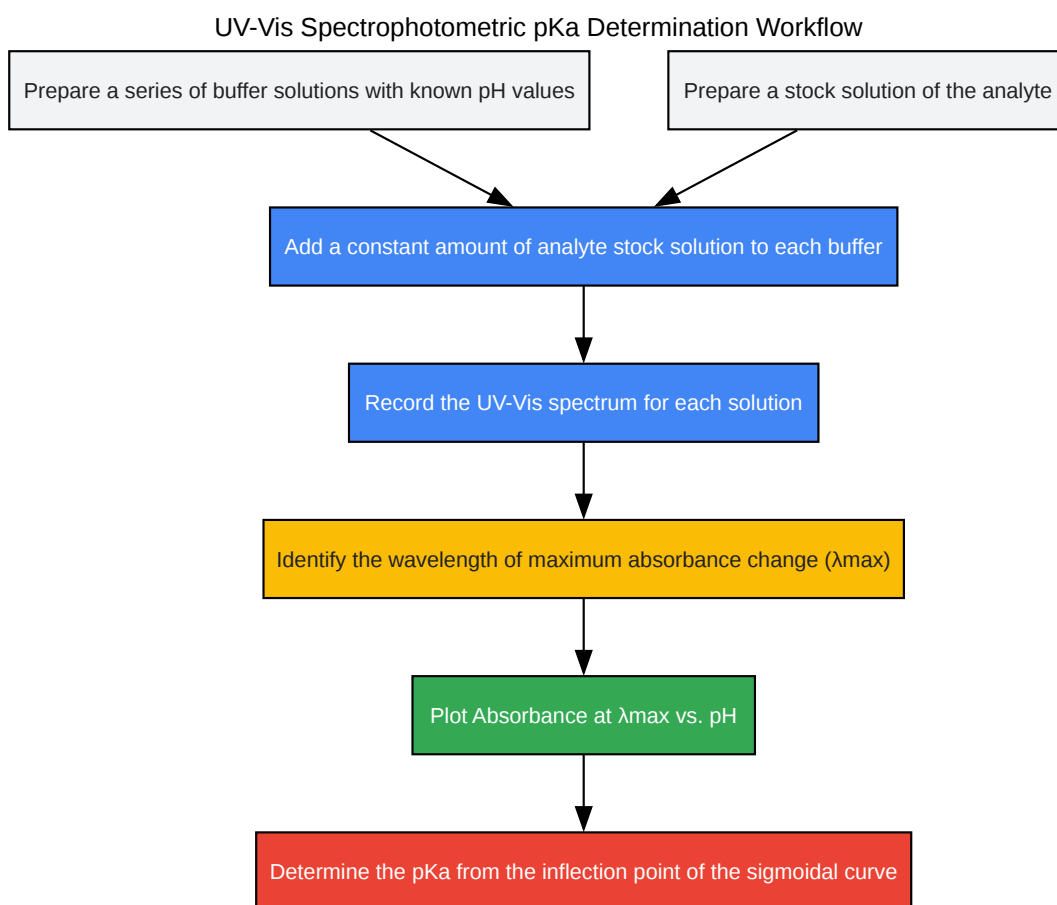 UV-Vis Spectrophotometric pKa Determination Workflow
Prepare a series of buffer solutions with known pH values
Prepare a stock solution of the analyte
Add a constant amount of analyte stock solution to each buffer
Record the UV-Vis spectrum for each solution
Identify the wavelength of maximum absorbance change (λmax)
Plot Absorbance at λmax vs. pH
Determine the pKa from the inflection point of the sigmoidal curve